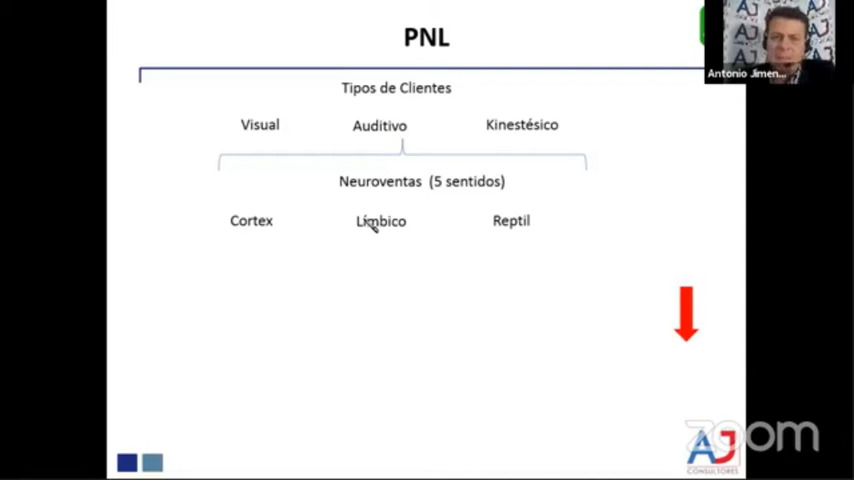 PNL
Antonio Jimen...
Tipos de Clientes
Visual Auditivo Kinestésico
Neuroventas (5 sentidos)
Cortex Límbico Reptil
zoom
AJ
CONSULTORES